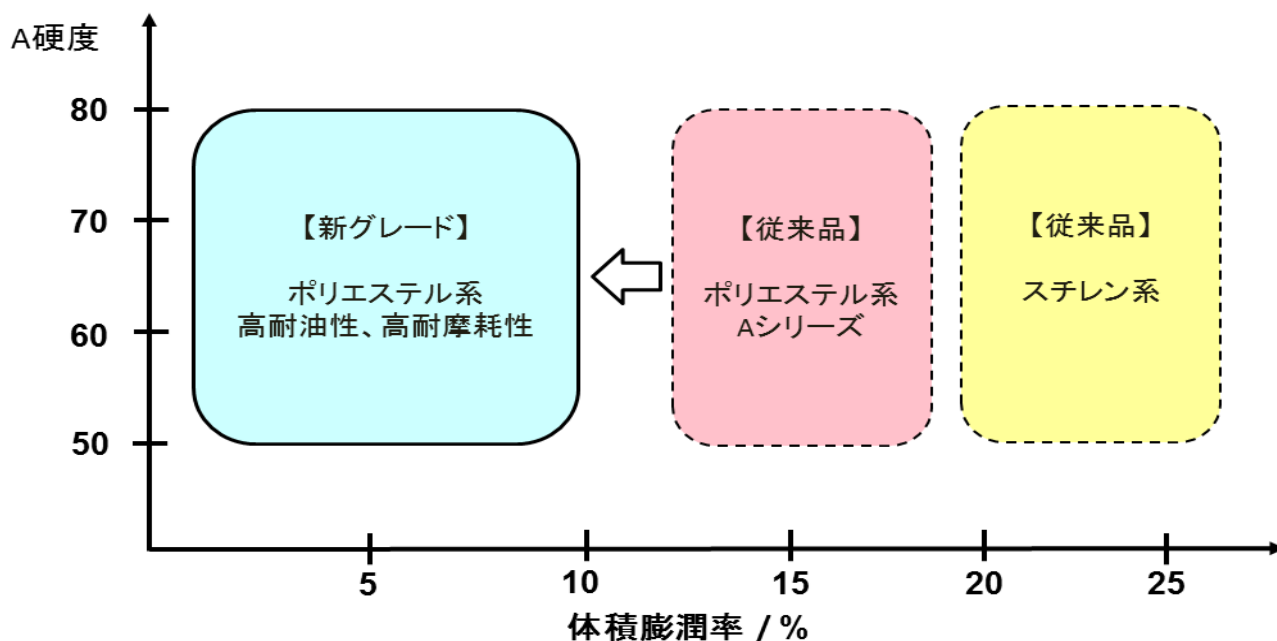 A硬度
80
70
60
50
【新グレード】
ポリエステル系
高耐油性、高耐摩耗性
【従来品】
ポリエステル系
Aシリーズ
【従来品】
スチレン系
5
10
15
20
25
体積膨潤率 / %